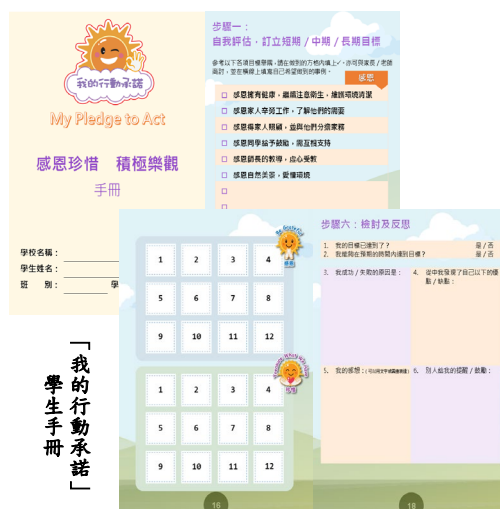 我的行動承諾
My Pledge to Act
感恩珍惜 積極樂觀
手冊
學校名稱：
學生姓名：
班 別：
學
步驟一：
自我評估，訂立短期 / 中期 / 長期目標
參考以下各項目標舉隅，請在做到的方格內填上✓，亦可與家長 / 老師
商討，並在橫線上填寫自己希望做到的事例。
感恩
□ 感恩擁有健康，繼續注意衞生，維護環境清潔
□ 感恩家人辛勞工作，了解他們的需要
□ 感恩得家人照顧，並與他們分擔家務
□ 感恩同學給予鼓勵，需互相支持
□ 感恩師長的教導，虛心受教
□ 感恩自然美景，愛惜環境
□
□
Be Grateful
感恩
1 2 3 4
5 6 7 8
9 10 11 12
珍惜
1 2 3 4
5 6 7 8
9 10 11 12
16
步驟六：檢討及反思
1. 我的目標已達到了？ 是 / 否
2. 我能夠在預期的時間內達到目標？ 是 / 否
3. 我成功 / 失敗的原因是：
4. 從中我發現了自己以下的優
點 / 缺點：
5. 我的感想：
6. 別人給我的提醒 / 鼓勵：
18
「我的行動承諾」
學生手冊